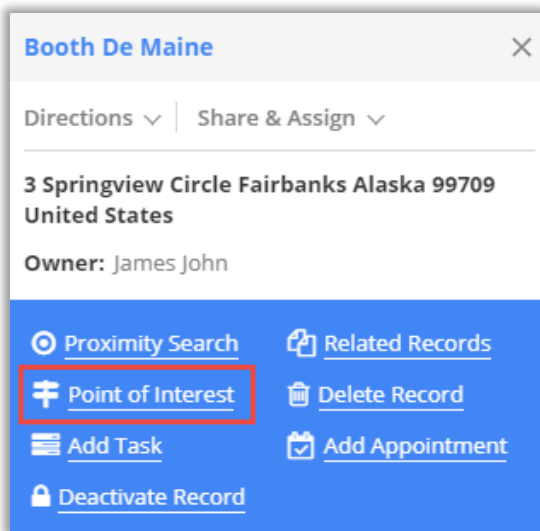 Booth De Maine
Directions Share & Assign
3 Springview Circle Fairbanks Alaska 99709
United States
Owner: James John
Proximity Search Related Records
Point of Interest Delete Record
Add Task Add Appointment
Deactivate Record